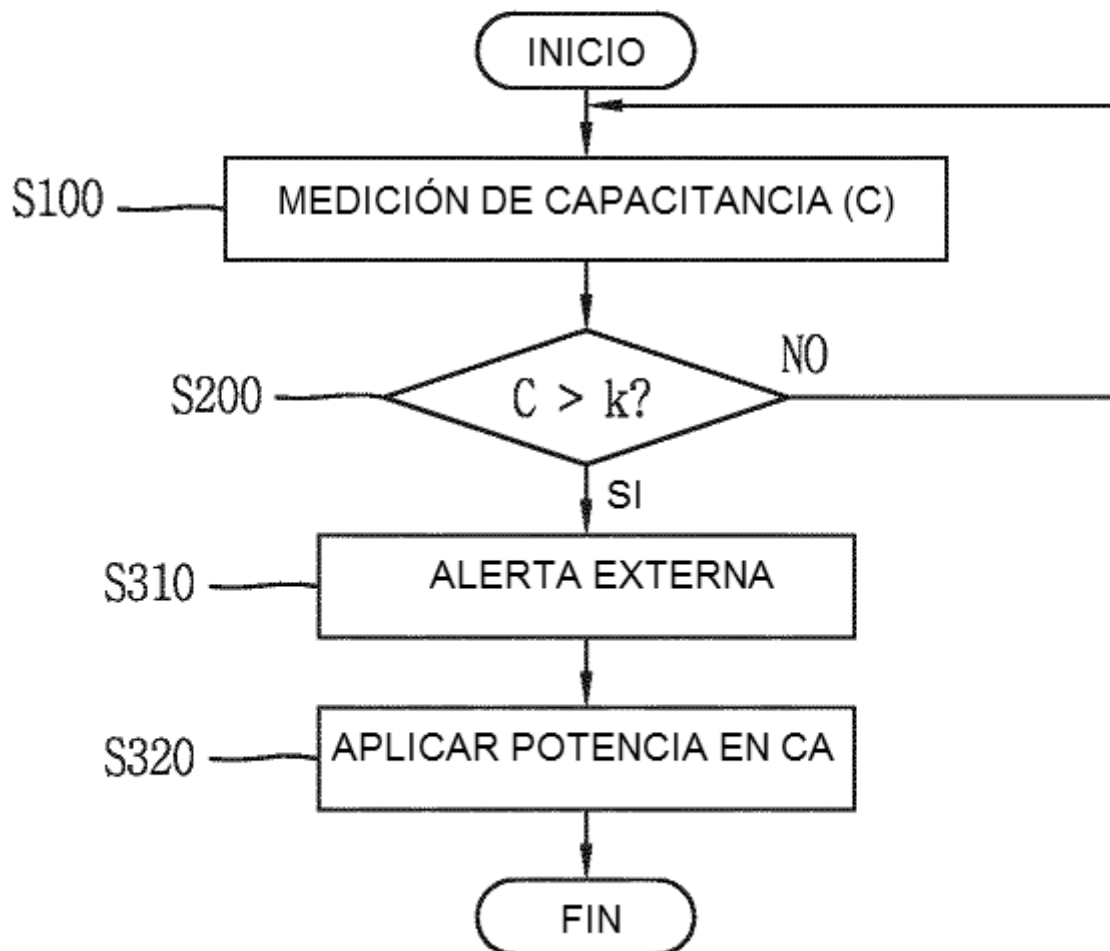 INICIO
S100
MEDICIÓN DE CAPACITANCIA (C)
S200
C > k?
NO
SI
S310
ALERTA EXTERNA
S320
APLICAR POTENCIA EN CA
FIN